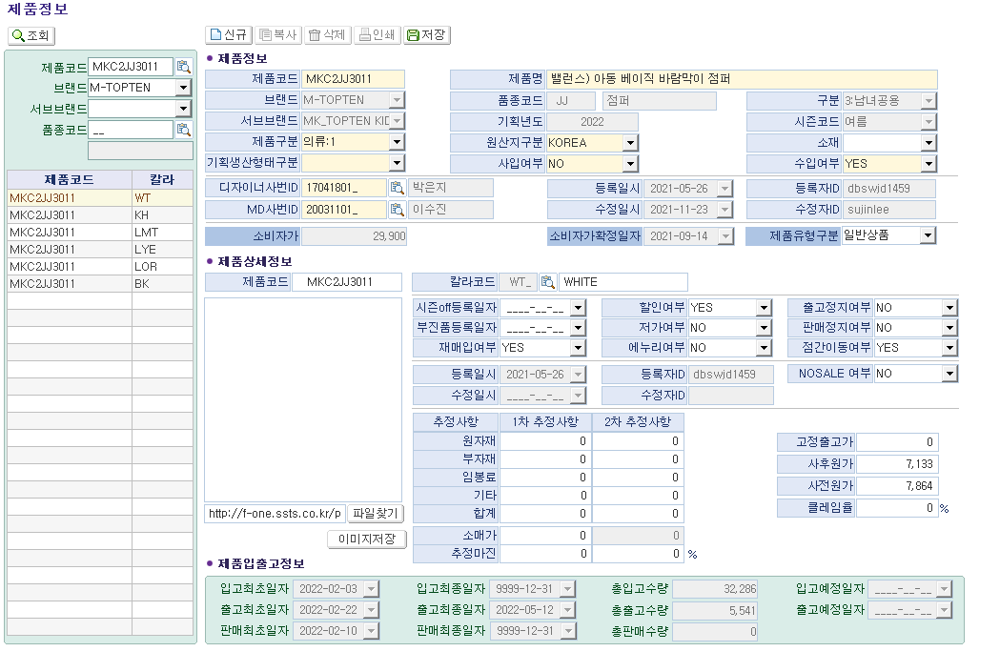 제품정보
조회
제품코드 MKC2JJ3011
브랜드 M-TOPTEN
서브브랜드
품종코드 __
제품코드 칼라
MKC2JJ3011 WT
MKC2JJ3011 KH
MKC2JJ3011 LMT
MKC2JJ3011 LYE
MKC2JJ3011 LOR
MKC2JJ3011 BK
신규 복사 삭제 인쇄 저장
제품정보
제품코드 MKC2JJ3011 제품명 밸런스) 아동 베이직 바람막이 점퍼
브랜드 M-TOPTEN 품종코드 JJ 점퍼 구분 3:남녀공용
서브브랜드 MK_TOPTEN KID 기획년도 2022 시즌코드 여름
제품구분 의류:1 원산지구분 KOREA 소재
기획생산형태구분 사입여부 NO 수입여부 YES
디자이너사번ID 17041801_ 박은지 등록일시 2021-05-26 등록자ID dbswjd1459
MD사번ID 20031101_ 이수진 수정일시 2021-11-23 수정자ID sujinlee
소비자가 29,900 소비자가확정일자 2021-09-14 제품유형구분 일반상품
제품상세정보
제품코드 MKC2JJ3011 칼라코드 WT_ WHITE
시즌off등록일자 ____-__-__ 할인여부 YES 출고정지여부 NO
부진품등록일자 ____-__-__ 저가여부 NO 판매정지여부 NO
재매입여부 YES 에누리여부 NO 점간이동여부 YES
등록일시 2021-05-26 등록자ID dbswjd1459 NOSALE 여부 NO
수정일시 ____-__-__ 수정자ID
추정사항 1차 추정사항 2차 추정사항
원자재 0 0
부자재 0 0
임봉료 0 0
기타 0 0
합계 0 0
소매가 0 0
추정마진 0 0 %
고정출고가 0
사후원가 7,133
사전원가 7,864
클레임율 0 %
http://f-one.ssts.co.kr/p 파일찾기
이미지저장
제품입출고정보
입고최초일자 2022-02-03 입고최종일자 9999-12-31 총입고수량 32,286 입고예정일자 ____-__-__
출고최초일자 2022-02-22 출고최종일자 2022-05-12 총출고수량 5,541 출고예정일자 ____-__-__
판매최초일자 2022-02-10 판매최종일자 9999-12-31 총판매수량 0